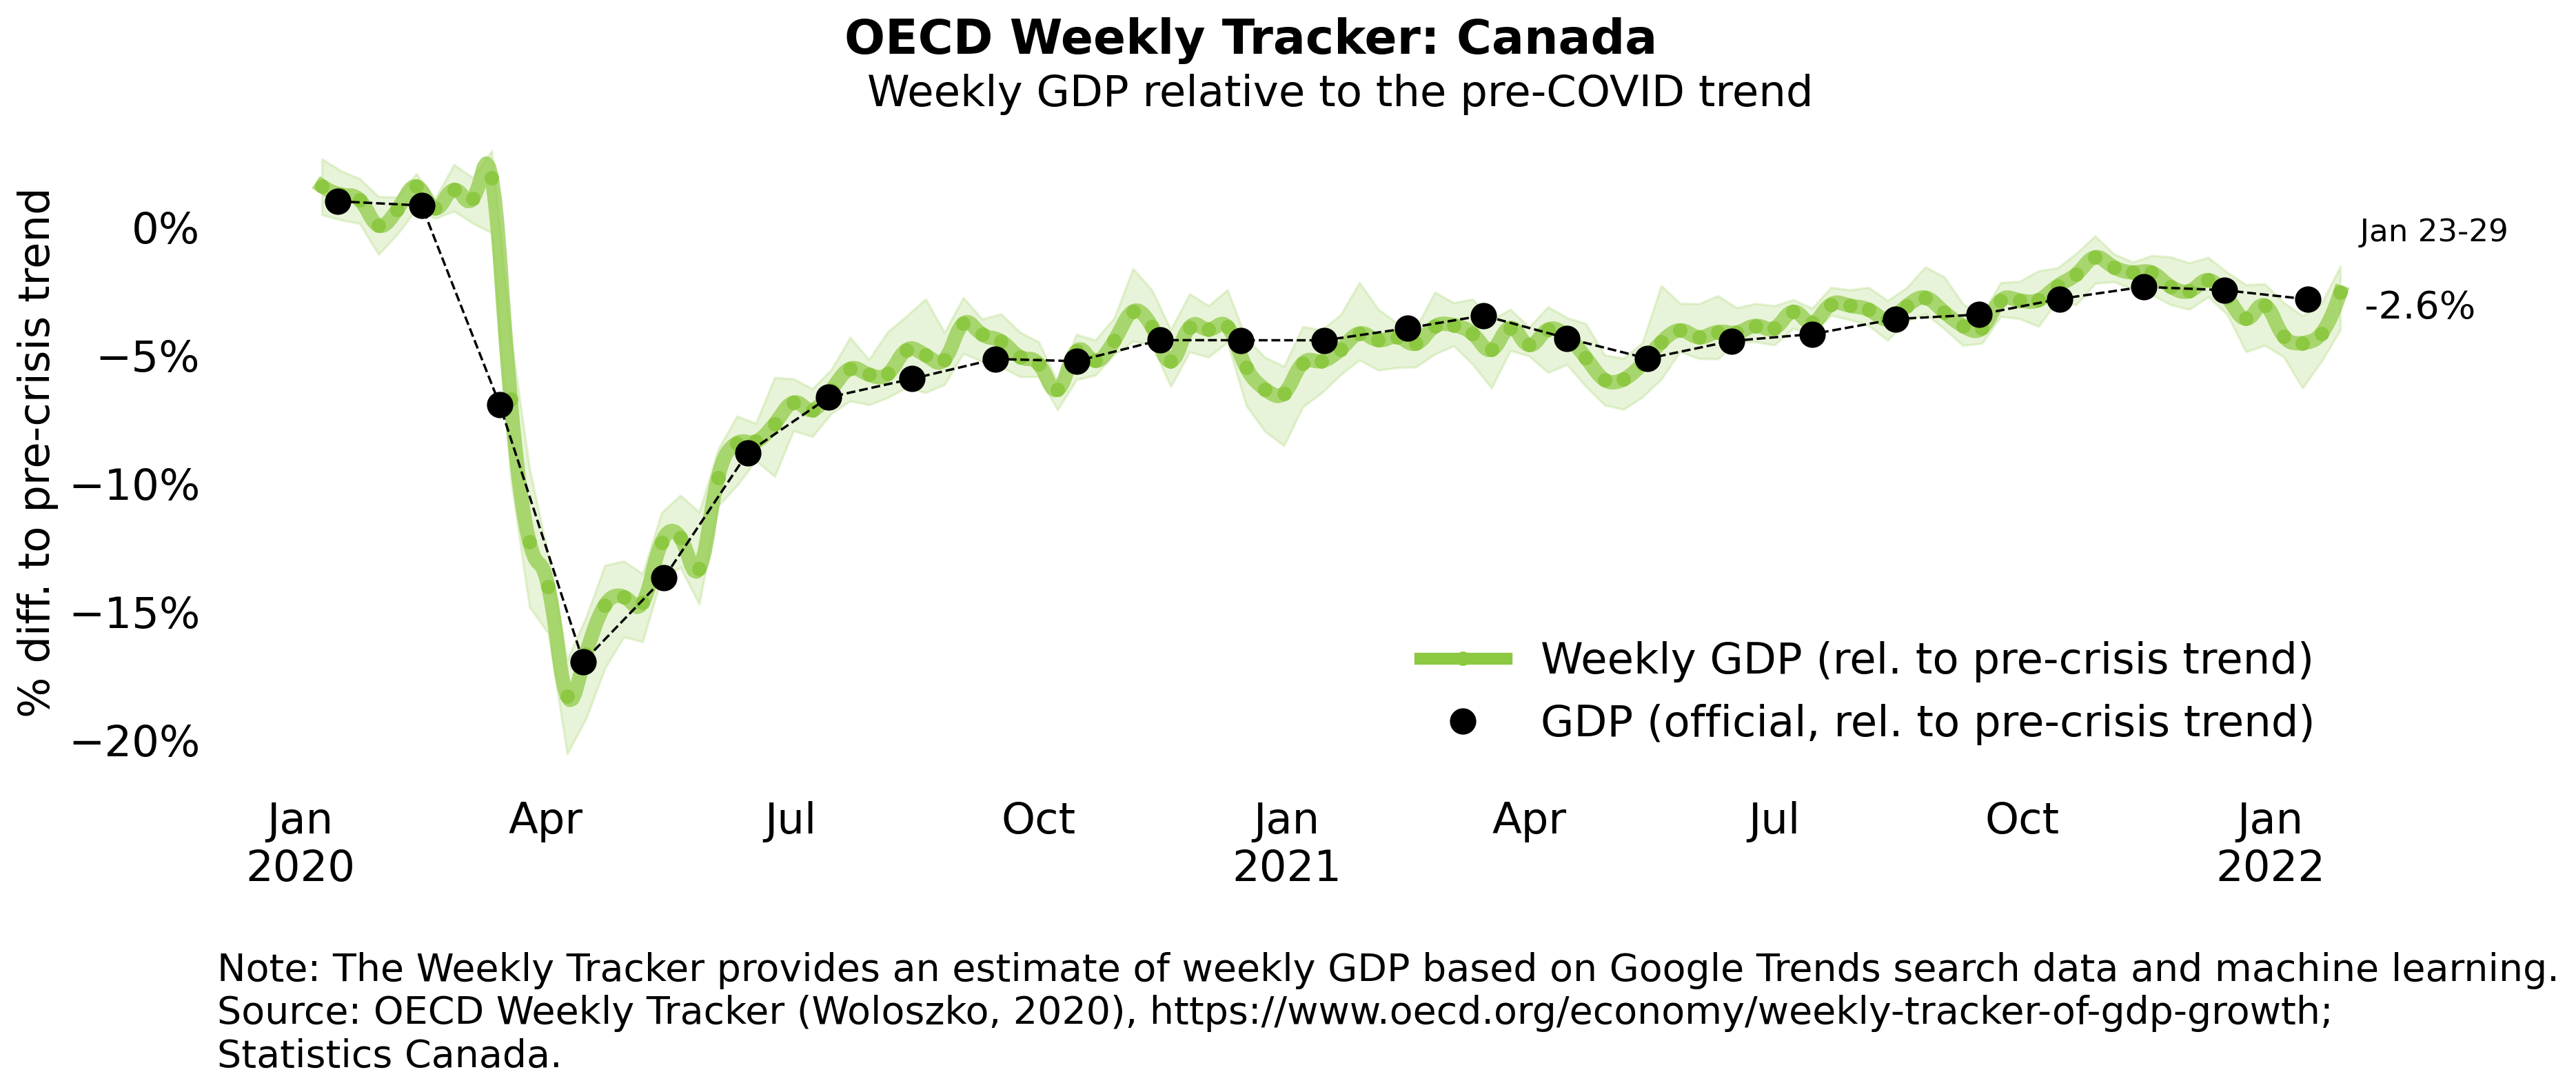 OECD Weekly Tracker: Canada
Weekly GDP relative to the pre-COVID trend
% diff. to pre-crisis trend
0%
−5%
−10%
−15%
−20%
Jan 23-29
-2.6%
Weekly GDP (rel. to pre-crisis trend)
GDP (official, rel. to pre-crisis trend)
Jan Apr Jul Oct Jan Apr Jul Oct Jan
2020 2021 2022
Note: The Weekly Tracker provides an estimate of weekly GDP based on Google Trends search data and machine learning.
Source: OECD Weekly Tracker (Woloszko, 2020), https://www.oecd.org/economy/weekly-tracker-of-gdp-growth;
Statistics Canada.